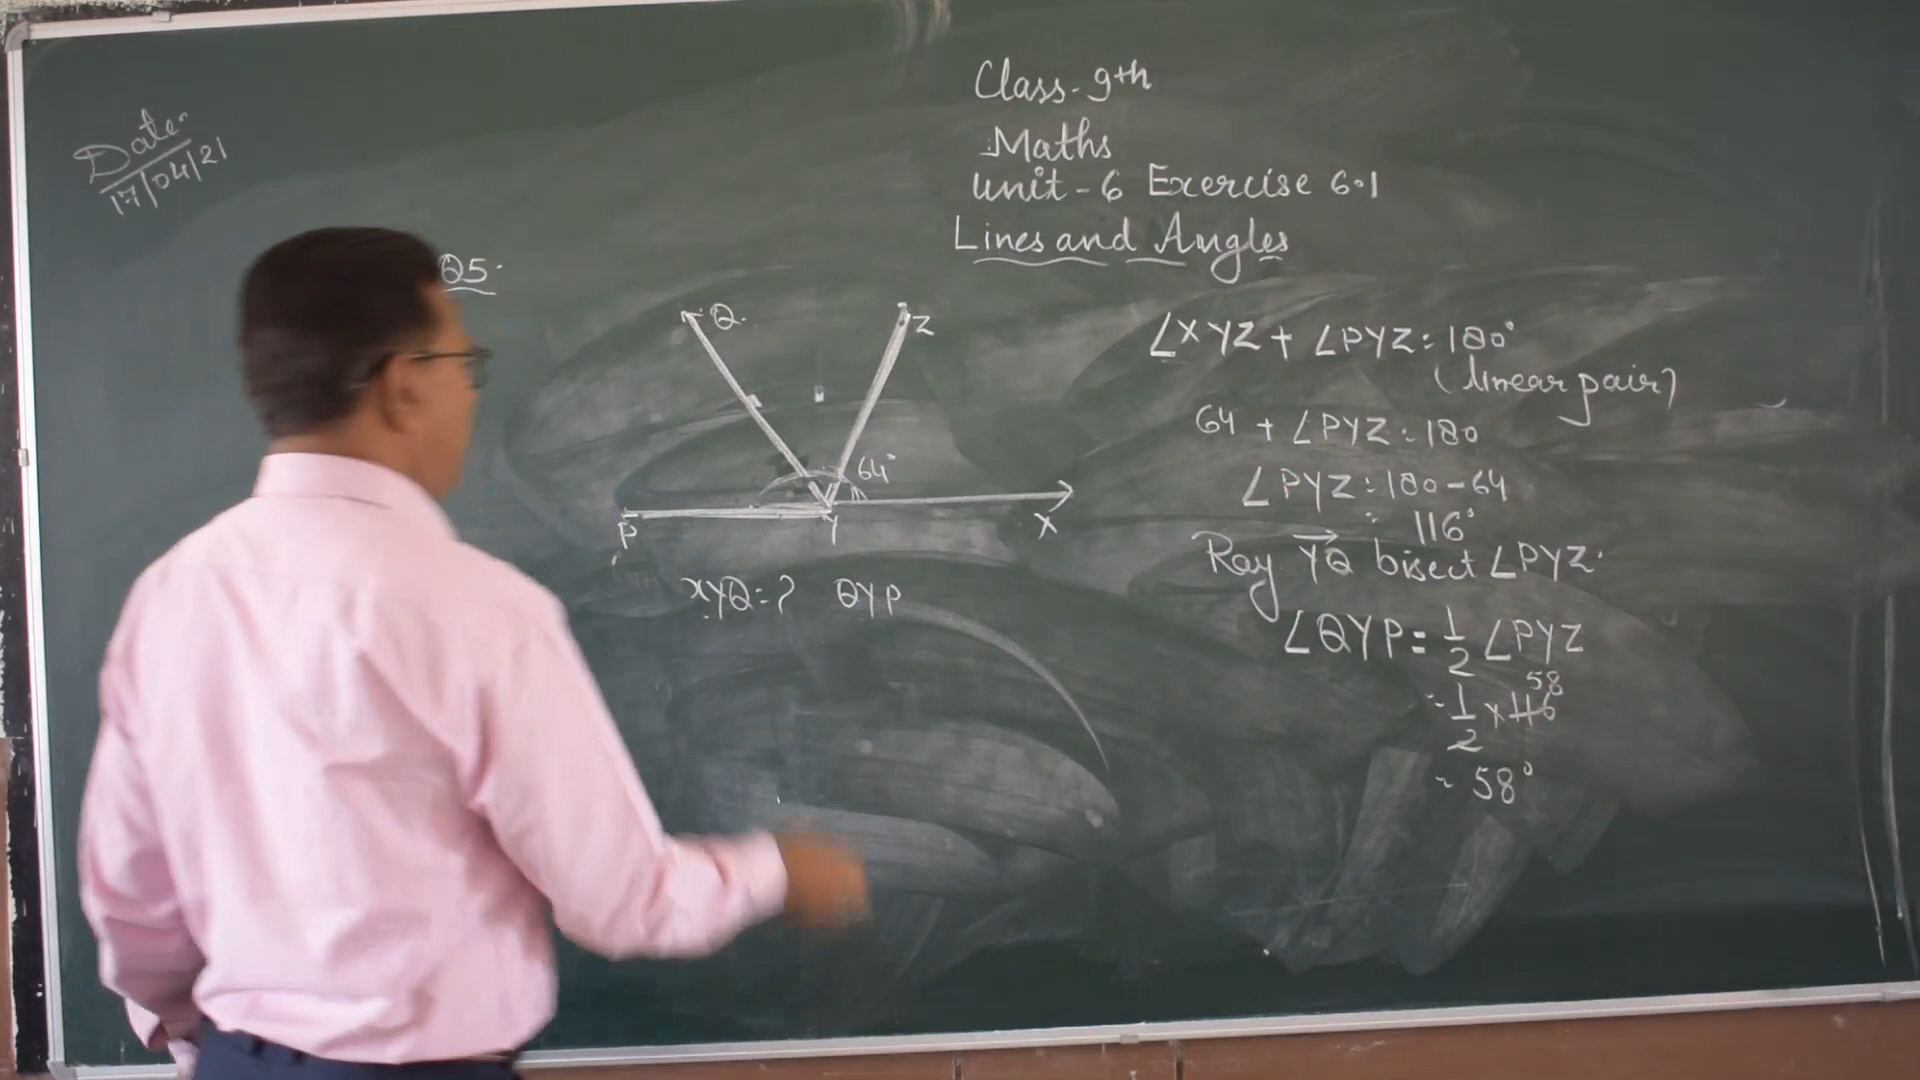 Date-
17/04/21
Class-9th
Maths
Unit-6 Exercise 6.1
Lines and Angles
Q5.
Q.
Z
64°
P
Y
X
XYQ=? QYP
∠XYZ + ∠PYZ = 180°
(linear pair)
64 + ∠PYZ = 180
∠PYZ = 180-64
= 116°
Ray YQ bisect ∠PYZ.
∠QYP = 1/2 ∠PYZ
58
= 1/2 x 116
= 58°